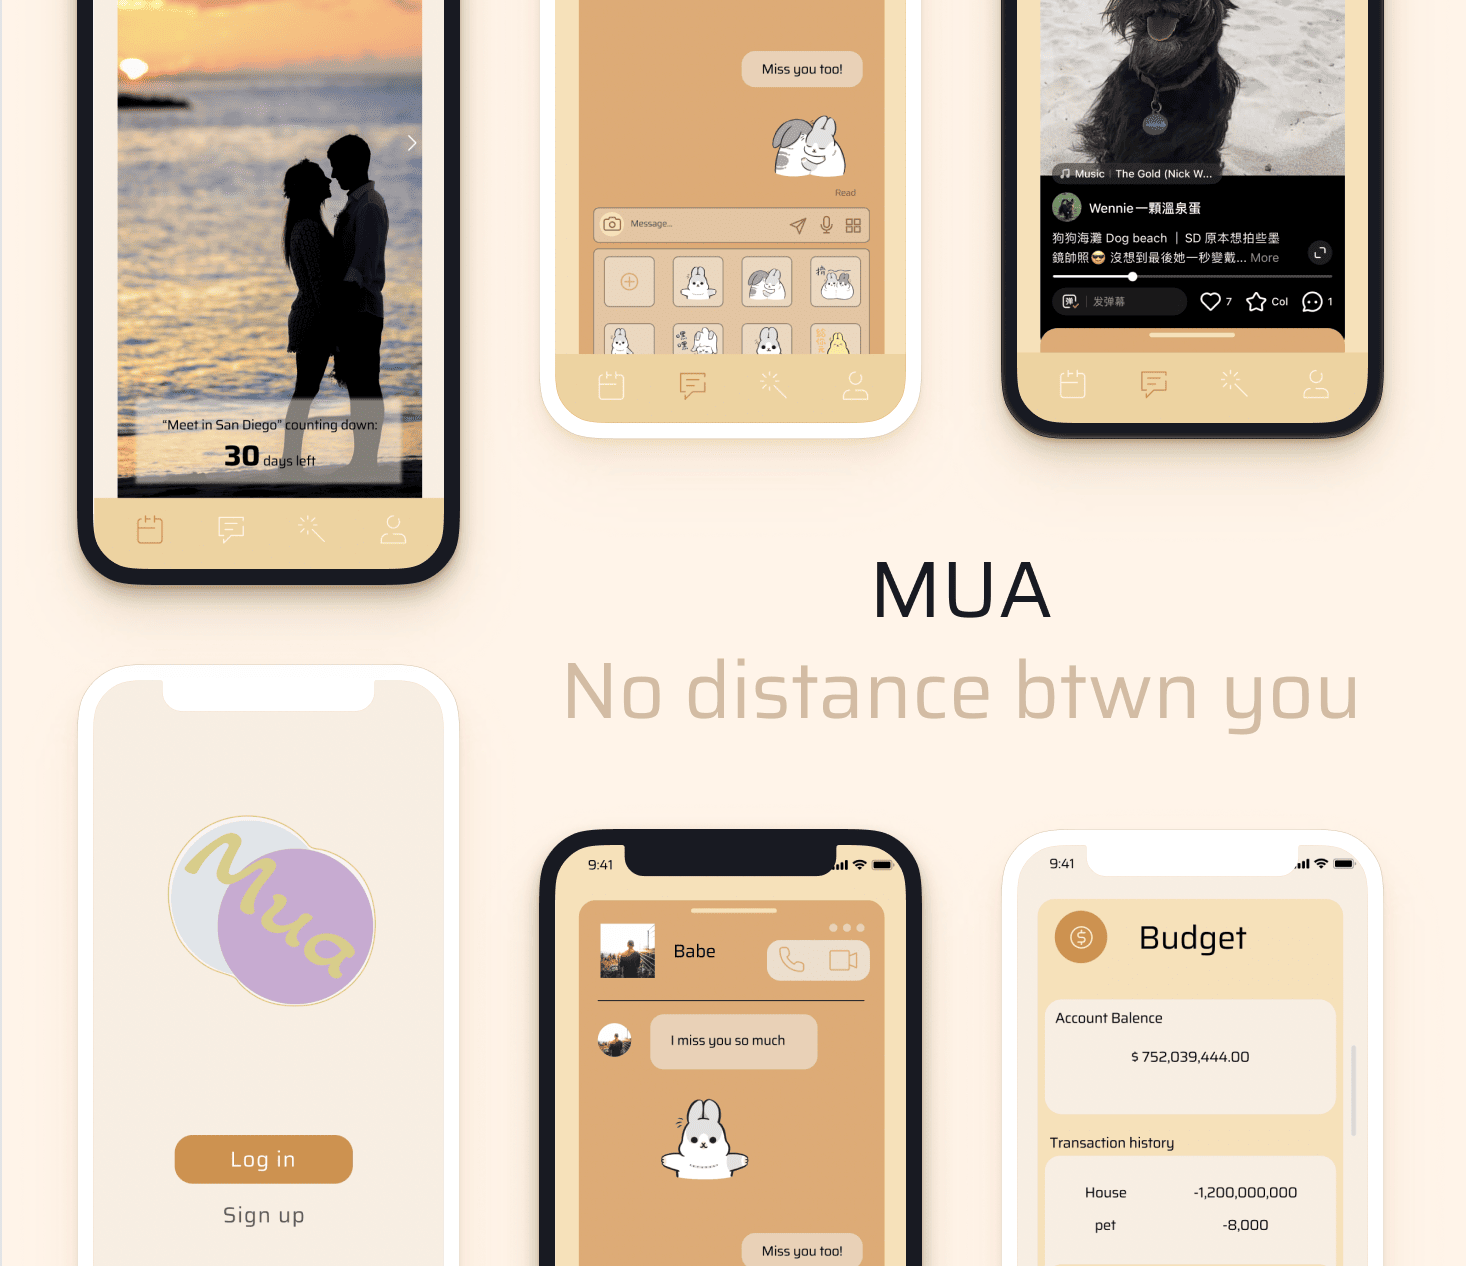 "Meet in San Diego" counting down:
30 days left
Miss you too!
Read
Message...
Music | The Gold (Nick W...
Wennie一顆溫泉蛋
狗狗海灘 Dog beach ｜ SD 原本想拍些墨
鏡師照😎 沒想到最後她一秒變戴... More
弹 | 发弹幕
7
Col
1
MUA
No distance btwn you
Mua
Log in
Sign up
9:41
Babe
I miss you so much
Miss you too!
9:41
Budget
Account Balence
$ 752,039,444.00
Transaction history
House -1,200,000,000
pet -8,000